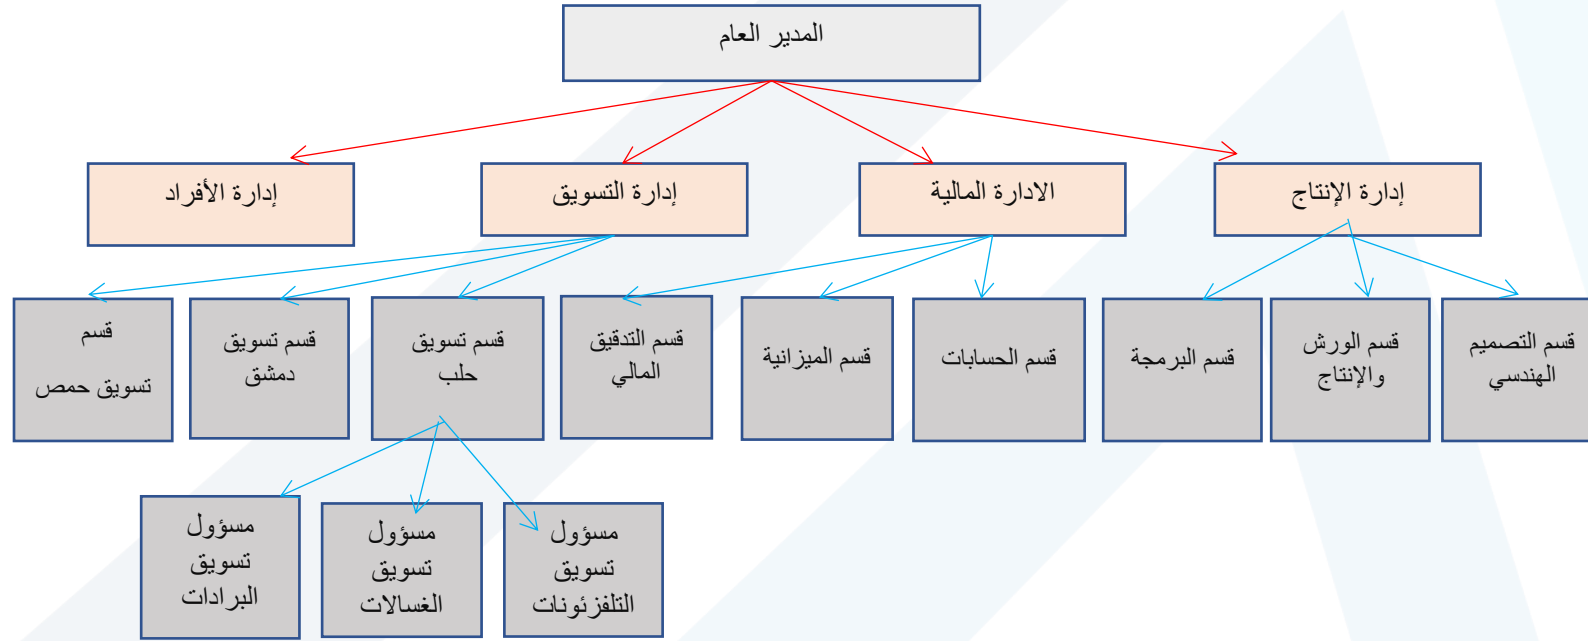 المدير العام
إدارة الإنتاج
الادارة المالية
إدارة التسويق
إدارة الأفراد
قسم التصميم
الهندسي
قسم الورش
والإنتاج
قسم البرمجة
قسم الحسابات
قسم الميزانية
قسم التدقيق
المالي
قسم تسويق
حلب
قسم تسويق
دمشق
قسم
تسويق حمص
مسؤول
تسويق
التلفزئونات
مسؤول
تسويق
الغسالات
مسؤول
تسويق
البرادات